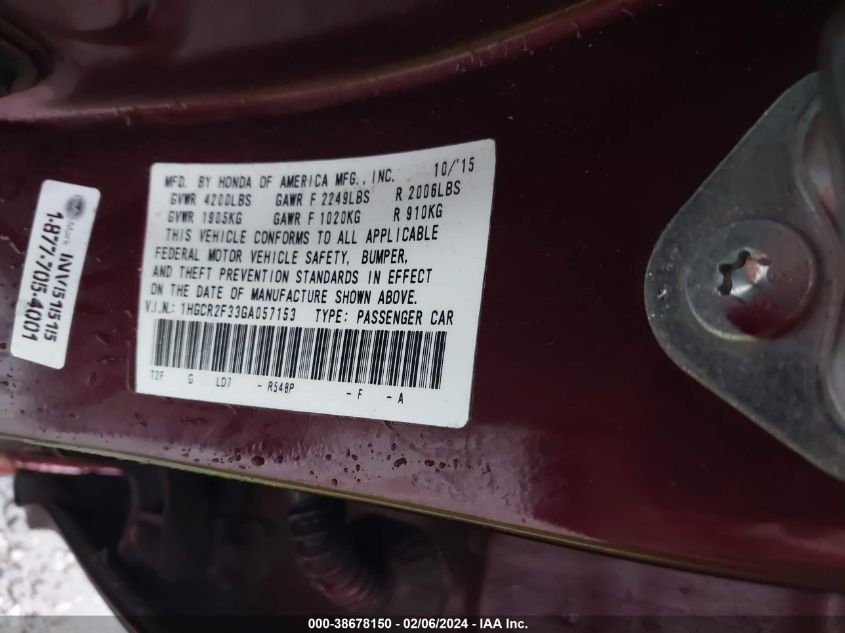 MFD. BY HONDA OF AMERICA MFG., INC. 10/'15
GVWR 4200LBS GAWR F 2249LBS R 2006LBS
GVWR 1905KG GAWR F 1020KG R 910KG
THIS VEHICLE CONFORMS TO ALL APPLICABLE
FEDERAL MOTOR VEHICLE SAFETY, BUMPER,
AND THEFT PREVENTION STANDARDS IN EFFECT
ON THE DATE OF MANUFACTURE SHOWN ABOVE.
V.I.N.: 1HGCR2F33GA057153 TYPE: PASSENGER CAR
T2F G LD7 - R548P - F - A
INV151515
1-877-705-4001
000-38678150 - 02/06/2024 - IAA Inc.